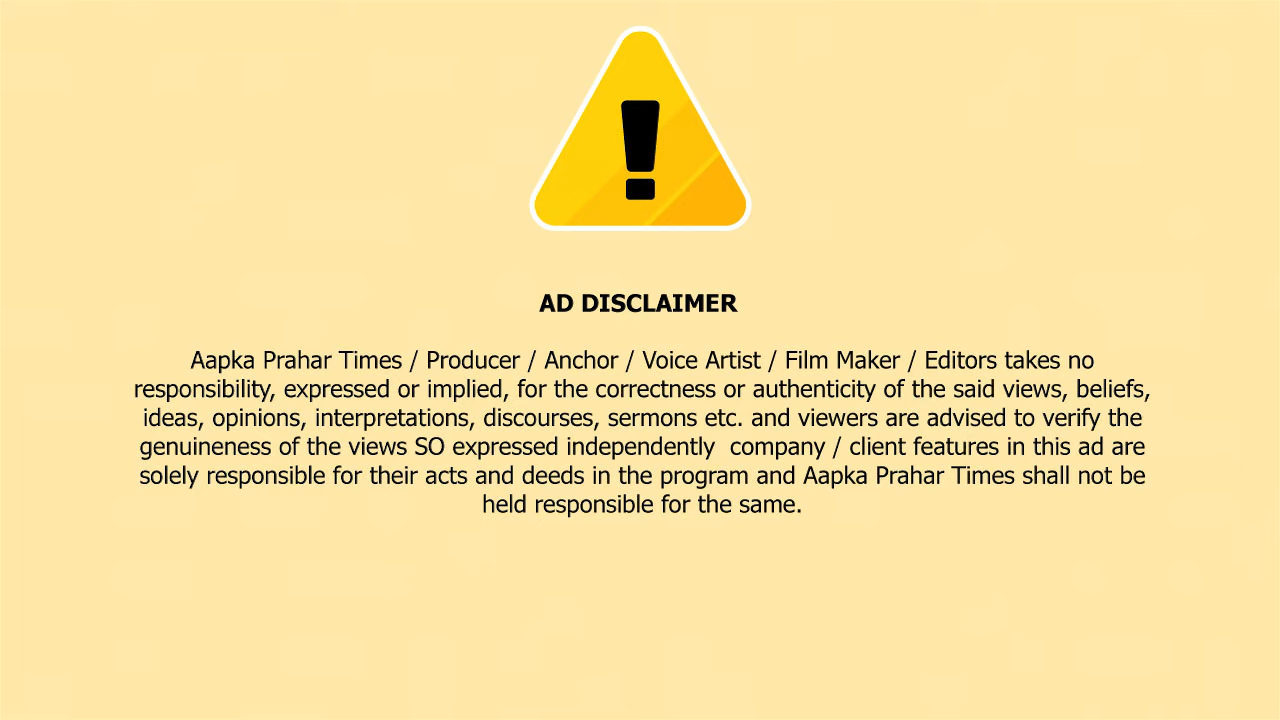 AD DISCLAIMER
Aapka Prahar Times / Producer / Anchor / Voice Artist / Film Maker / Editors takes no
responsibility, expressed or implied, for the correctness or authenticity of the said views, beliefs,
ideas, opinions, interpretations, discourses, sermons etc. and viewers are advised to verify the
genuineness of the views SO expressed independently  company / client features in this ad are
solely responsible for their acts and deeds in the program and Aapka Prahar Times shall not be
held responsible for the same.